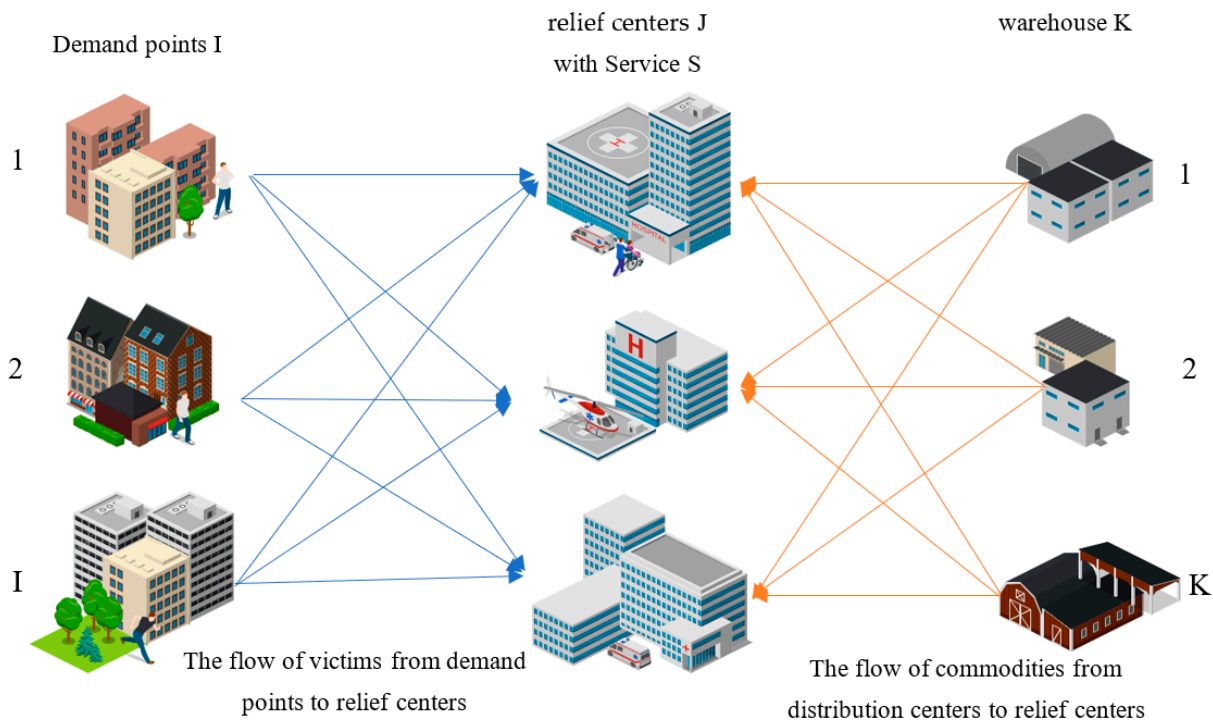 Demand points I
relief centers J
with Service S
warehouse K
1
HOSPITAL
H
1
2
H
2
I
K
The flow of victims from demand
points to relief centers
The flow of commodities from
distribution centers to relief centers